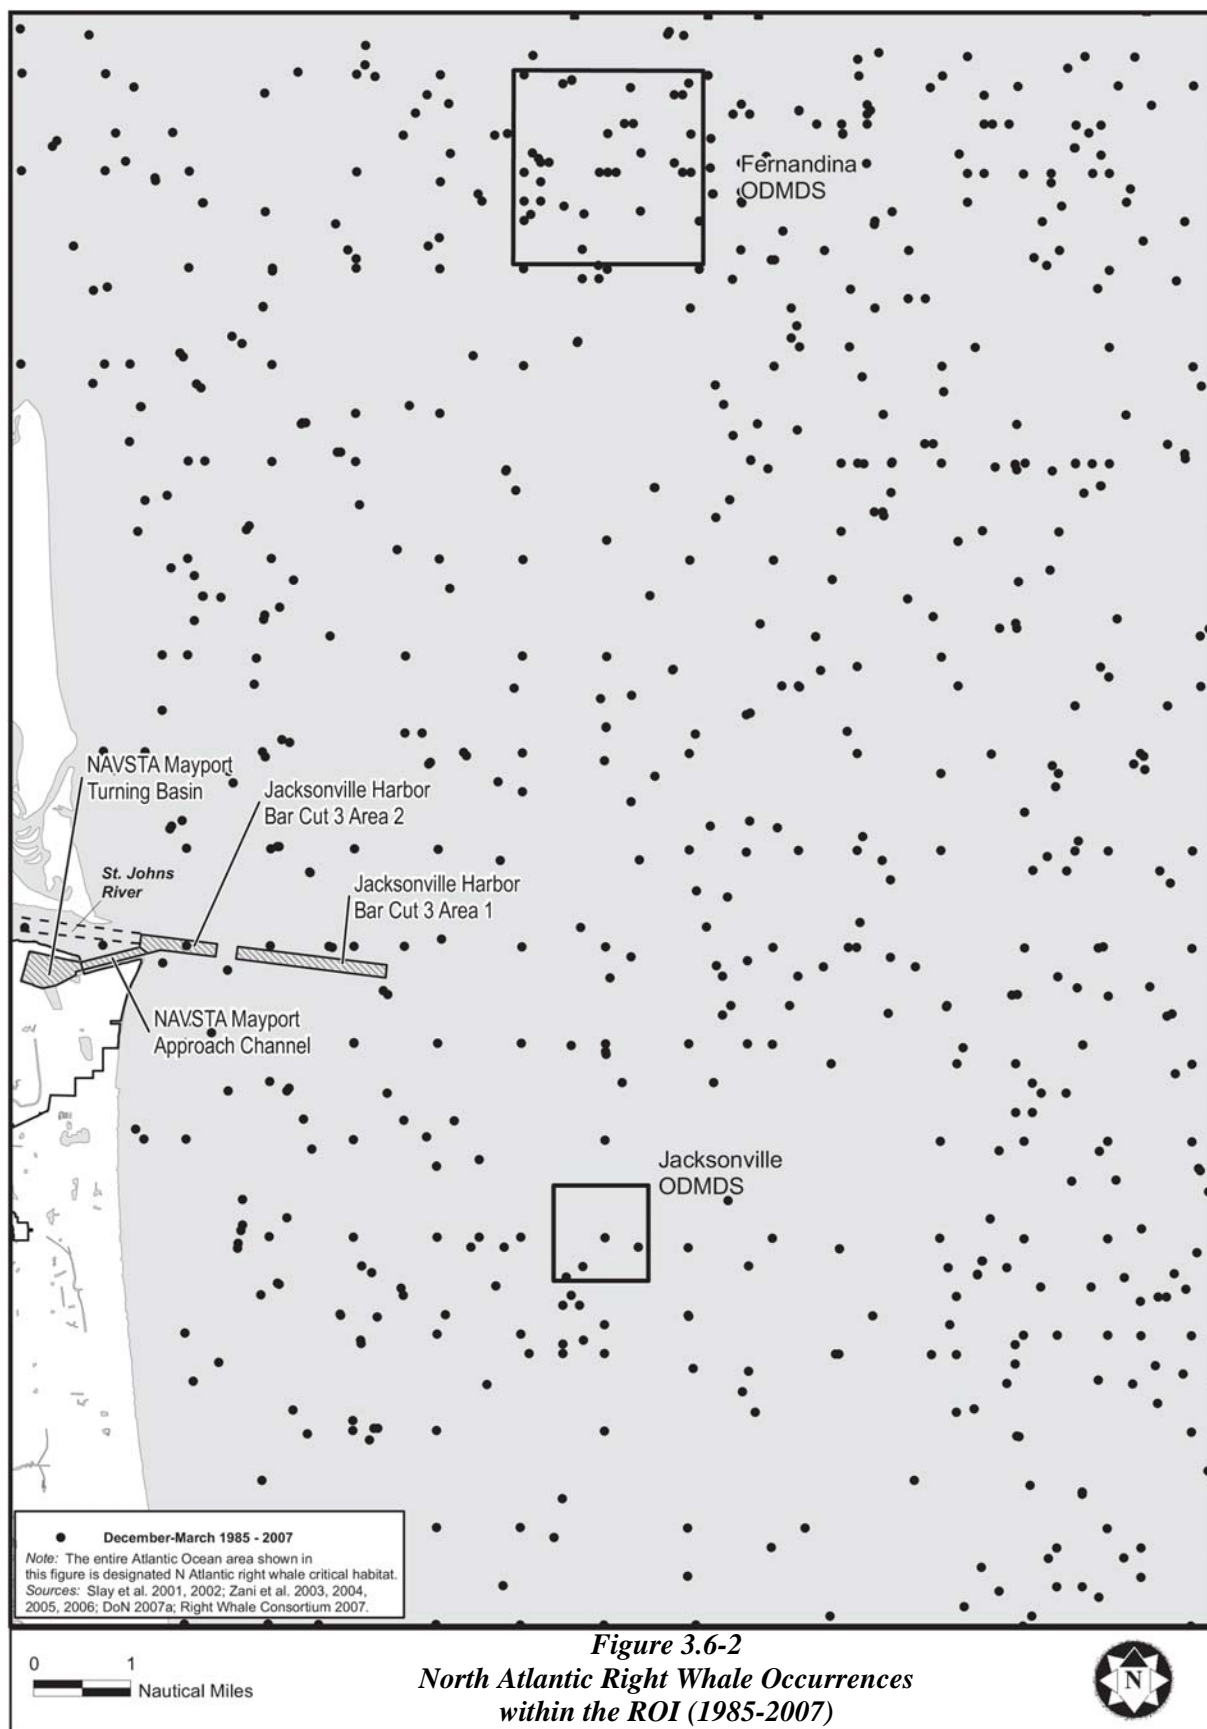 Fernandina
ODMDS
NAVSTA Mayport
Turning Basin
Jacksonville Harbor
Bar Cut 3 Area 2
St. Johns
River
Jacksonville Harbor
Bar Cut 3 Area 1
NAVSTA Mayport
Approach Channel
Jacksonville
ODMDS
December-March 1985 - 2007
Note: The entire Atlantic Ocean area shown in
this figure is designated N Atlantic right whale critical habitat.
Sources: Slay et al. 2001, 2002; Zani et al. 2003, 2004,
2005, 2006; DoN 2007a; Right Whale Consortium 2007.
0 1
Nautical Miles
Figure 3.6-2
North Atlantic Right Whale Occurrences
within the ROI (1985-2007)
N